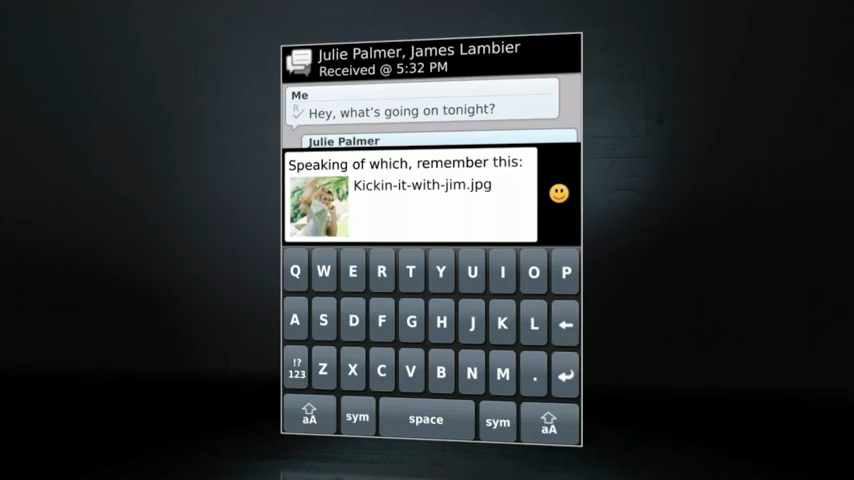 Julie Palmer, James Lambier
Received @ 5:32 PM
Me
R
Hey, what's going on tonight?
Julie Palmer
Speaking of which, remember this:
Kickin-it-with-jim.jpg
Q W E R T Y U I O P
A S D F G H J K L
!?
123 Z X C V B N M .
aA sym space sym aA